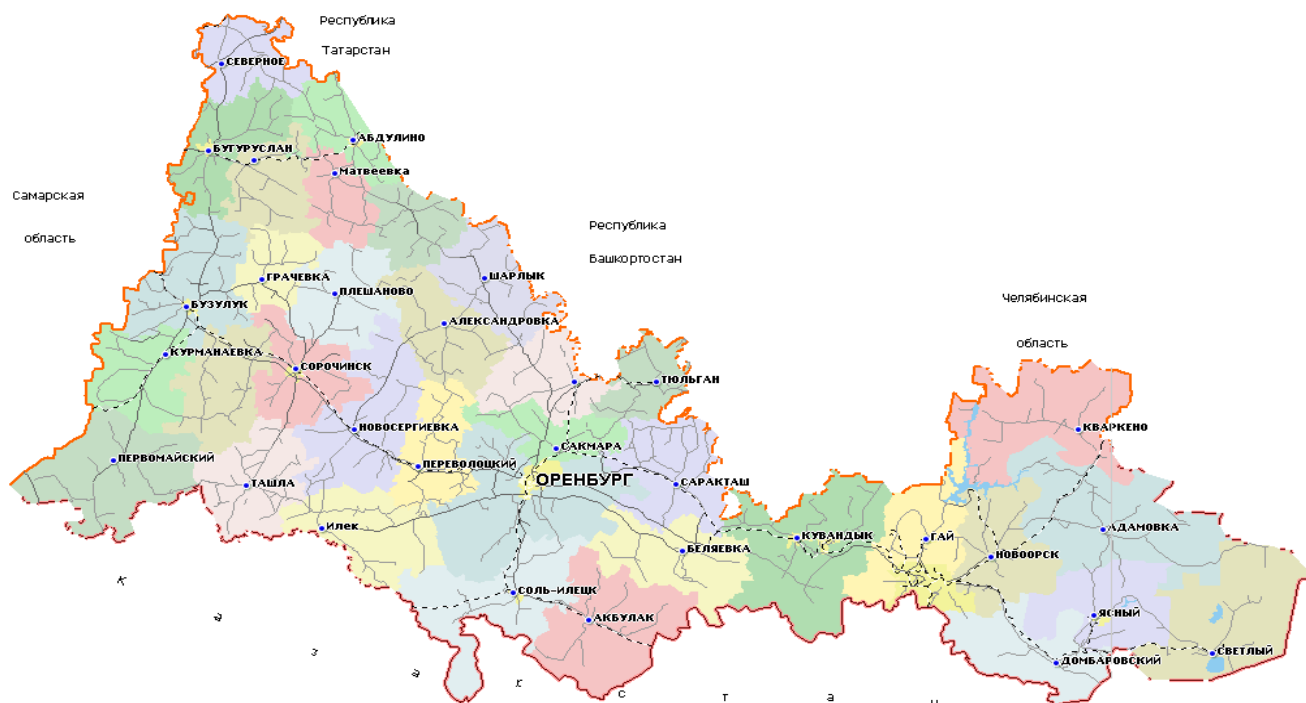 Республика
Татарстан
СЕВЕРНОЕ
АБДУЛИНО
БУГУРУСЛАН
Матвеевка
Самарская
область
Республика
Башкортостан
ШАРЛЫК
ГРАЧЕВКА
ПЛЕШАНОВО
БУЗУЛУК
АЛЕКСАНДРОВКА
Челябинская
область
КУРМАНАЕВКА
СОРОЧИНСК
ТЮЛЬГАН
НОВОСЕРГИЕВКА
КВАРКЕНО
САКМАРА
ПЕРВОМАЙСКИЙ
ПЕРЕВОЛОЦКИЙ
ОРЕНБУРГ
ТАШЛА
САРАКТАШ
Илек
АДАМОВКА
КУВАНДЫК
ГАЙ
БЕЛЯЕВКА
НОВООРСК
СОЛЬ-ИЛЕЦК
АКБУЛАК
ЯСНЫЙ
СВЕТЛЫЙ
ДОМБАРОВСКИЙ
К а з а к с т а н